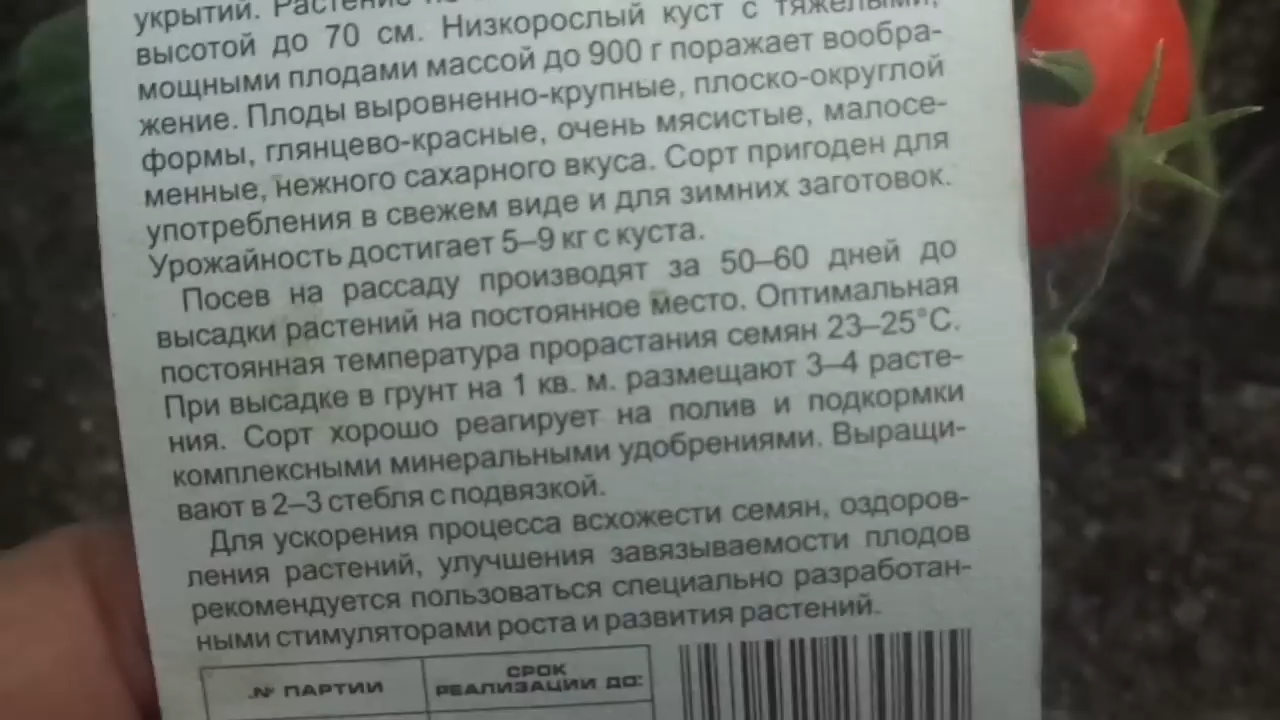 укрытий. Растение
высотой до 70 см. Низкорослый куст с тяжелыми,
мощными плодами массой до 900 г поражает вообра-
жение. Плоды выровненно-крупные, плоско-округлой
формы, глянцево-красные, очень мясистые, малосе-
менные, нежного сахарного вкуса. Сорт пригоден для
употребления в свежем виде и для зимних заготовок.
Урожайность достигает 5–9 кг с куста.
Посев на рассаду производят за 50–60 дней до
высадки растений на постоянное место. Оптимальная
постоянная температура прорастания семян 23–25°С.
При высадке в грунт на 1 кв. м. размещают 3–4 расте-
ния. Сорт хорошо реагирует на полив и подкормки
комплексными минеральными удобрениями. Выращи-
вают в 2–3 стебля с подвязкой.
Для ускорения процесса всхожести семян, оздоров-
ления растений, улучшения завязываемости плодов
рекомендуется пользоваться специально разработан-
ными стимуляторами роста и развития растений.
№ ПАРТИИ
СРОК
РЕАЛИЗАЦИИ ДО: